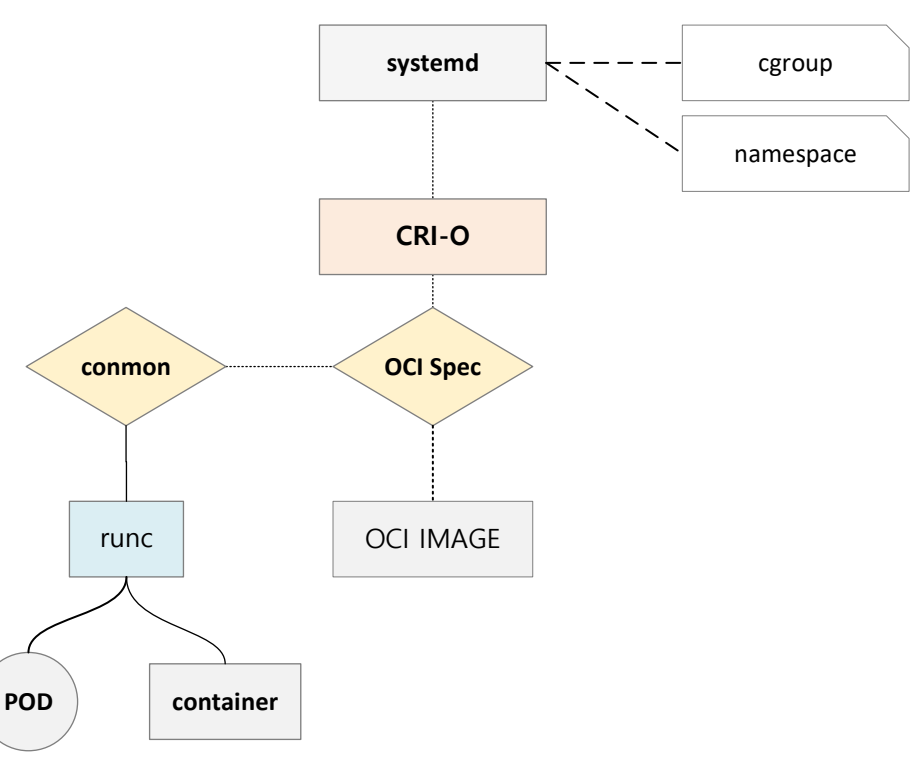 systemd
cgroup
namespace
CRI-O
conmon
OCI Spec
runc
OCI IMAGE
POD
container